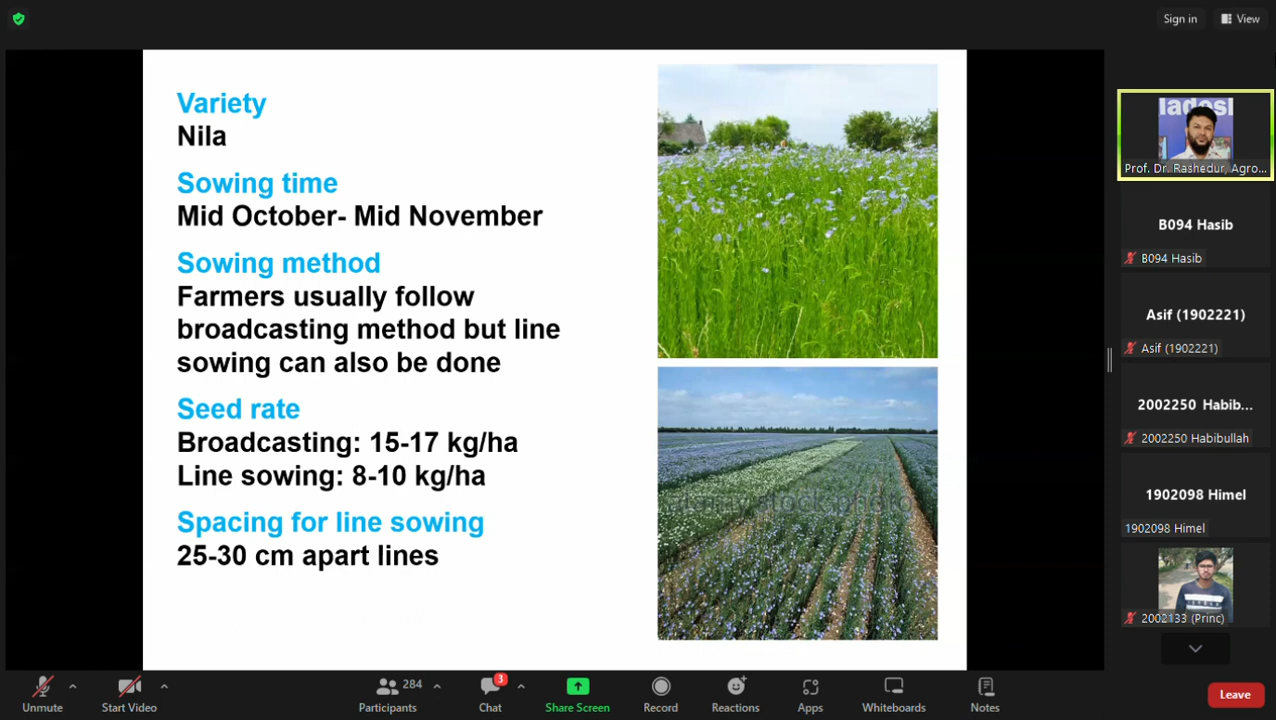 Sign in
View
Variety
Nila
Sowing time
Mid October- Mid November
Sowing method
Farmers usually follow
broadcasting method but line
sowing can also be done
Seed rate
Broadcasting: 15-17 kg/ha
Line sowing: 8-10 kg/ha
Spacing for line sowing
25-30 cm apart lines
stock photo
ladesl
Prof. Dr. Rashedur, Agro...
B094 Hasib
B094 Hasib
Asif (1902221)
Asif (1902221)
2002250 Habib...
2002250 Habibullah
1902098 Himel
1902098 Himel
2002133 (Princ)
Unmute
Start Video
284
Participants
3
Chat
Share Screen
Record
Reactions
Apps
Whiteboards
Notes
Leave